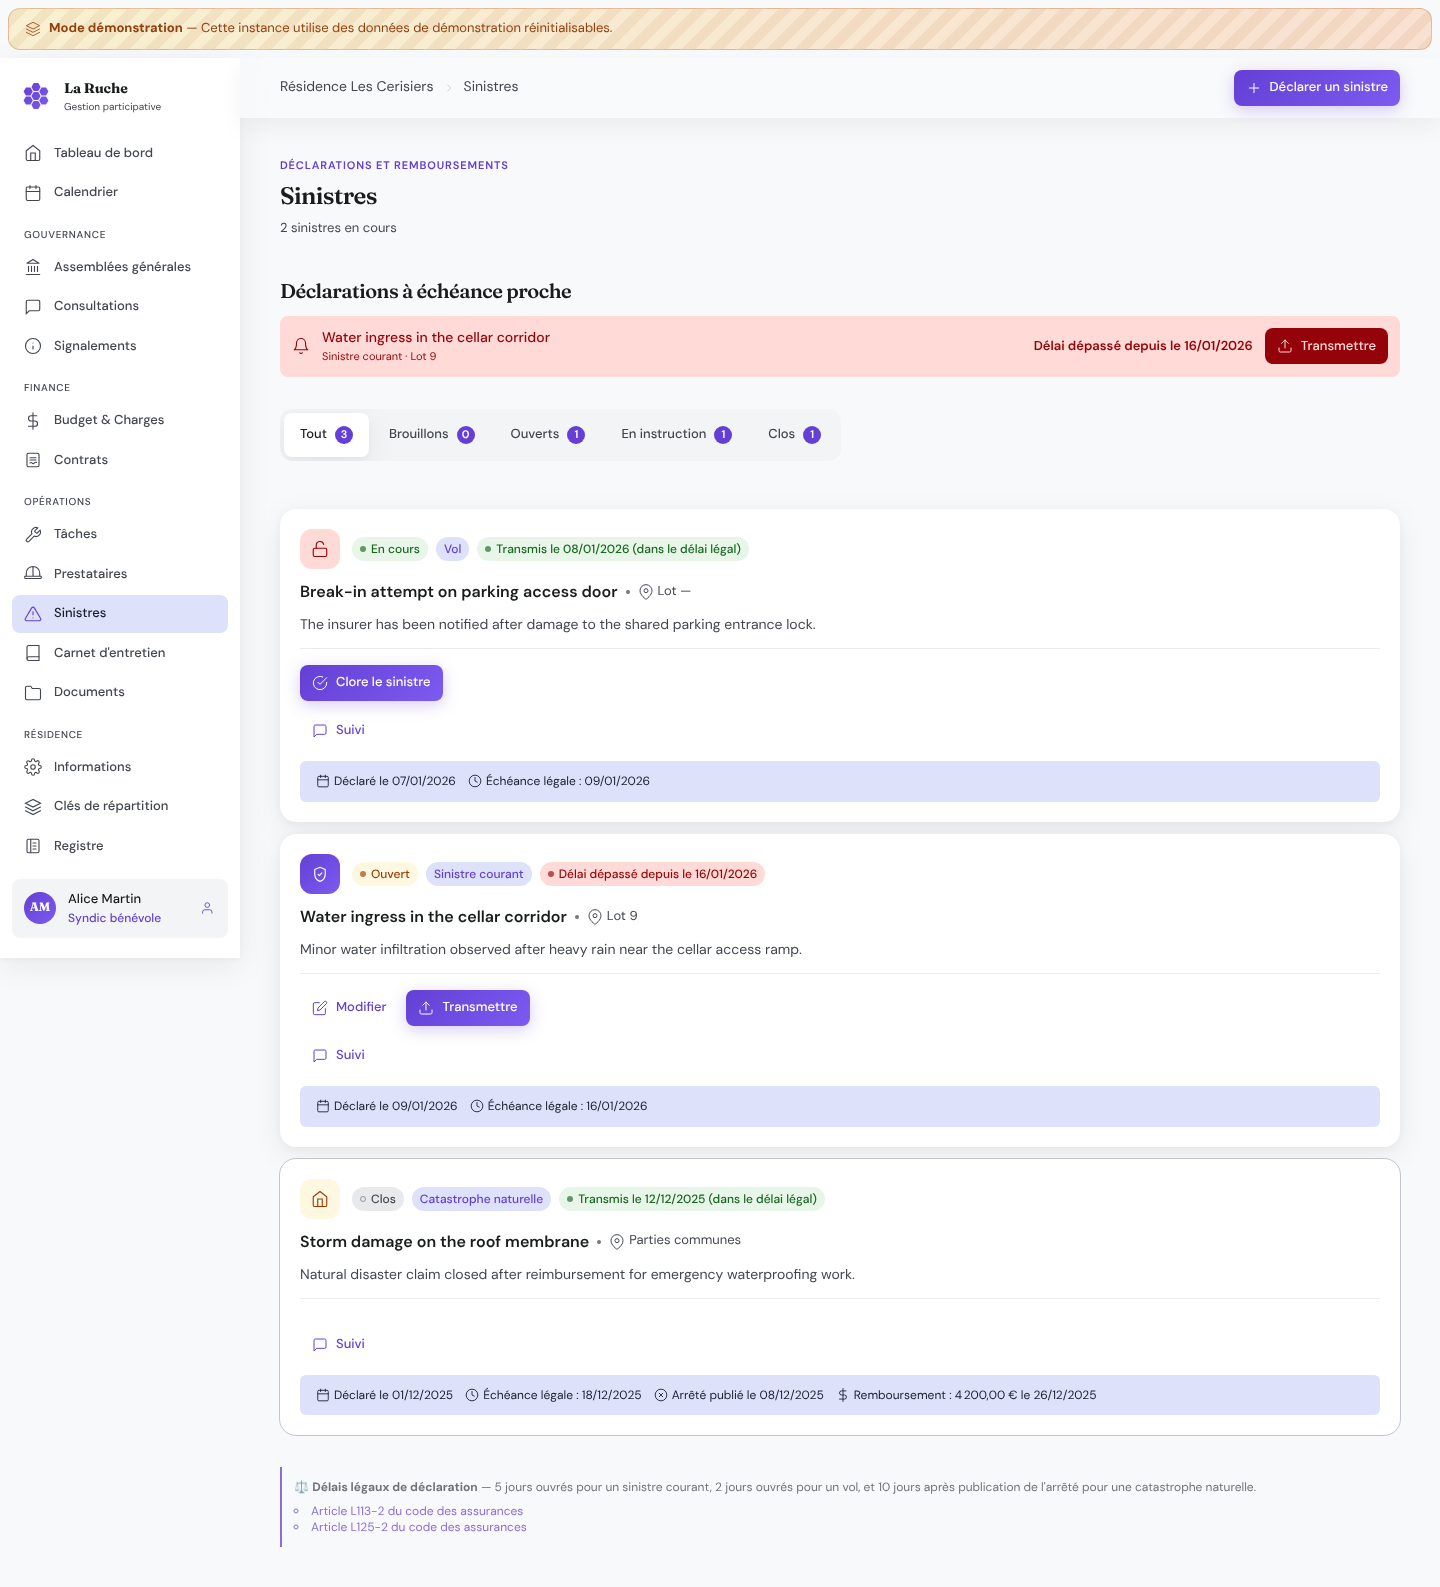 Mode démonstration — Cette instance utilise des données de démonstration réinitialisables.
La Ruche
Gestion participative
Tableau de bord
Calendrier
GOUVERNANCE
Assemblées générales
Consultations
Signalements
FINANCE
Budget & Charges
Contrats
OPÉRATIONS
Tâches
Prestataires
Sinistres
Carnet d'entretien
Documents
RÉSIDENCE
Informations
Clés de répartition
Registre
AM
Alice Martin
Syndic bénévole
Résidence Les Cerisiers > Sinistres
+ Déclarer un sinistre
DÉCLARATIONS ET REMBOURSEMENTS
Sinistres
2 sinistres en cours
Déclarations à échéance proche
Water ingress in the cellar corridor
Sinistre courant · Lot 9
Délai dépassé depuis le 16/01/2026 Transmettre
Tout 3 Brouillons 0 Ouverts 1 En instruction 1 Clos 1
En cours Vol Transmis le 08/01/2026 (dans le délai légal)
Break-in attempt on parking access door • Lot —
The insurer has been notified after damage to the shared parking entrance lock.
Clore le sinistre
Suivi
Déclaré le 07/01/2026 Échéance légale : 09/01/2026
Ouvert Sinistre courant Délai dépassé depuis le 16/01/2026
Water ingress in the cellar corridor • Lot 9
Minor water infiltration observed after heavy rain near the cellar access ramp.
Modifier Transmettre
Suivi
Déclaré le 09/01/2026 Échéance légale : 16/01/2026
Clos Catastrophe naturelle Transmis le 12/12/2025 (dans le délai légal)
Storm damage on the roof membrane • Parties communes
Natural disaster claim closed after reimbursement for emergency waterproofing work.
Suivi
Déclaré le 01/12/2025 Échéance légale : 18/12/2025 Arrêté publié le 08/12/2025 Remboursement : 4 200,00 € le 26/12/2025
⚖️ Délais légaux de déclaration — 5 jours ouvrés pour un sinistre courant, 2 jours ouvrés pour un vol, et 10 jours après publication de l'arrêté pour une catastrophe naturelle.
Article L113-2 du code des assurances
Article L125-2 du code des assurances